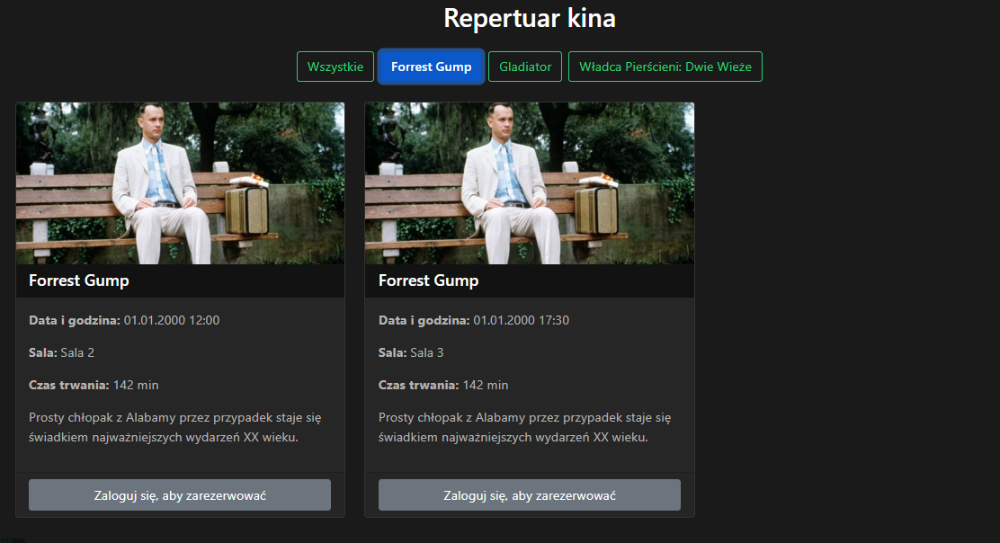 Repertuar kina
Wszystkie Forrest Gump Gladiator Władca Pierścieni: Dwie Wieże
Forrest Gump
Data i godzina: 01.01.2000 12:00
Sala: Sala 2
Czas trwania: 142 min
Prosty chłopak z Alabamy przez przypadek staje się
świadkiem najważniejszych wydarzeń XX wieku.
Zaloguj się, aby zarezerwować
Forrest Gump
Data i godzina: 01.01.2000 17:30
Sala: Sala 3
Czas trwania: 142 min
Prosty chłopak z Alabamy przez przypadek staje się
świadkiem najważniejszych wydarzeń XX wieku.
Zaloguj się, aby zarezerwować